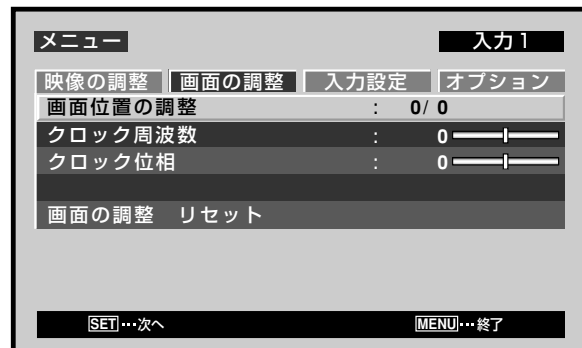 メニュー 入力1
映像の調整 画面の調整 入力設定 オプション
画面位置の調整 : 0/ 0
クロック周波数 : 0
クロック位相 : 0
画面の調整 リセット
SET…次へ MENU…終了